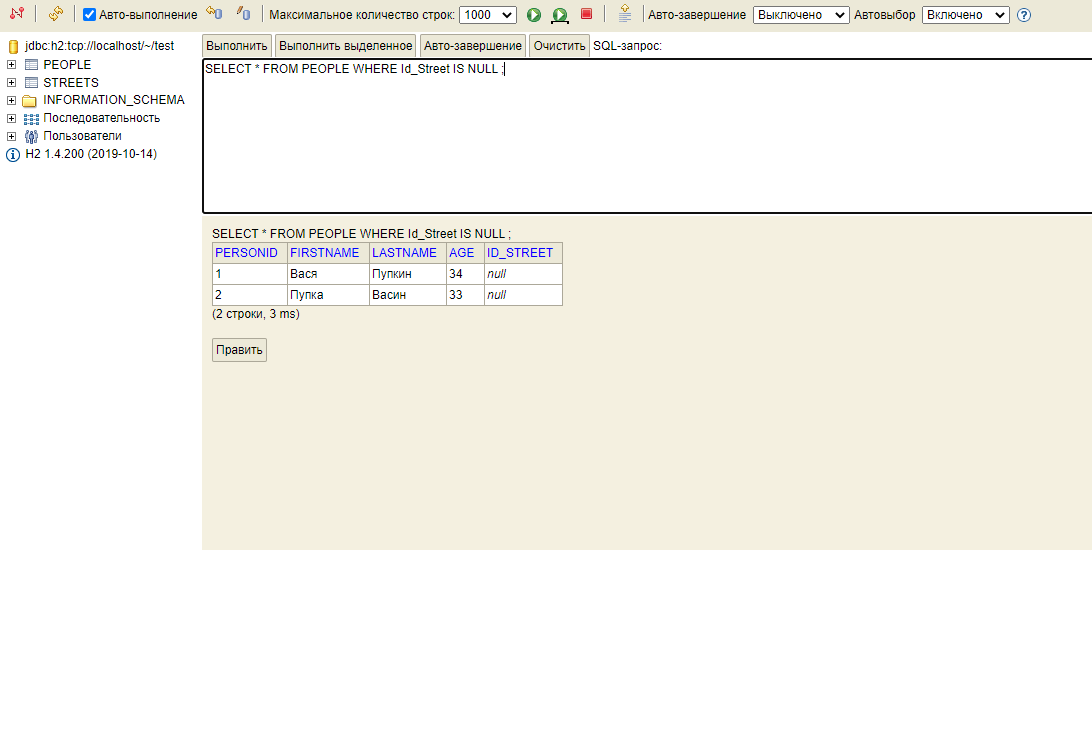 Авто-выполнение Максимальное количество строк: 1000 Авто-завершение Выключено Автовыбор Включено ?
jdbc:h2:tcp://localhost/~/test
PEOPLE
STREETS
INFORMATION_SCHEMA
Последовательность
Пользователи
H2 1.4.200 (2019-10-14)
Выполнить Выполнить выделенное Авто-завершение Очистить SQL-запрос:
SELECT * FROM PEOPLE WHERE Id_Street IS NULL ;
SELECT * FROM PEOPLE WHERE Id_Street IS NULL ;
PERSONID FIRSTNAME LASTNAME AGE ID_STREET
1 Вася Пупкин 34 null
2 Пупка Васин 33 null
(2 строки, 3 ms)
Править